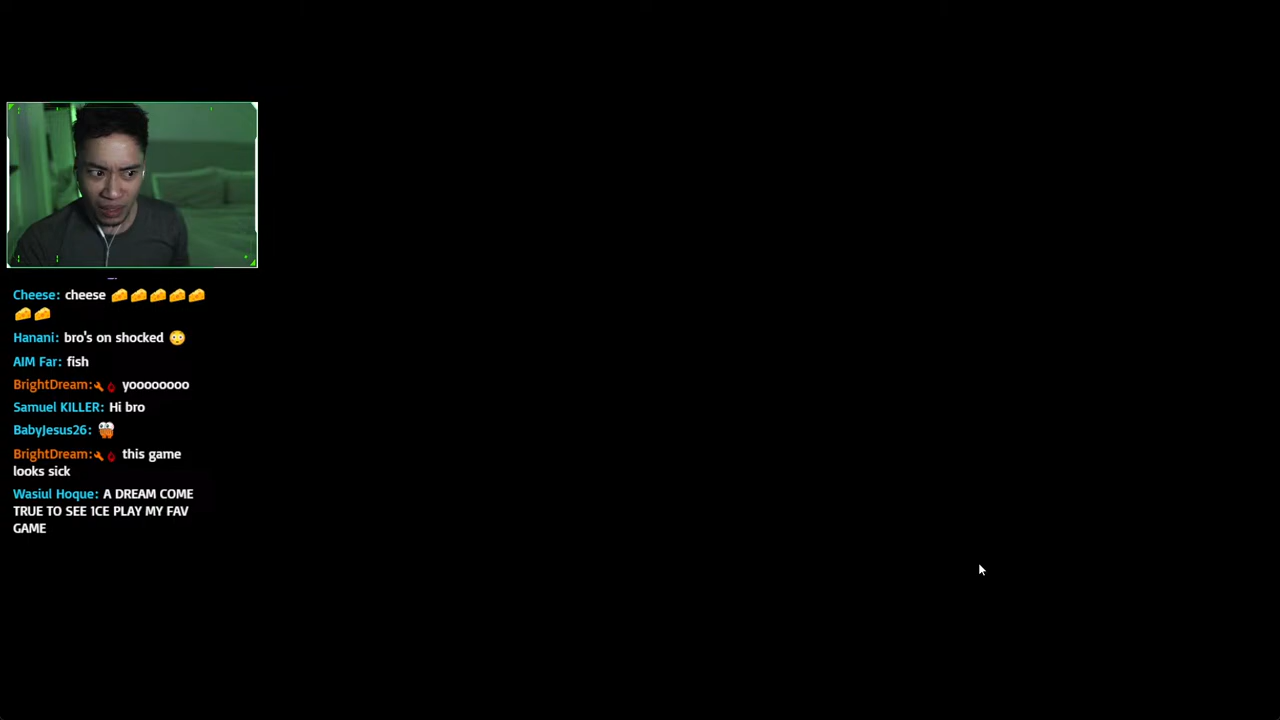 Cheese: cheese 🧀🧀🧀🧀🧀
🧀🧀
Hanani: bro's on shocked 😳
AIM Far: fish
BrightDream: yoooooooo
Samuel KILLER: Hi bro
BabyJesus26:
BrightDream: this game
looks sick
Wasiul Hoque: A DREAM COME
TRUE TO SEE 1CE PLAY MY FAV
GAME